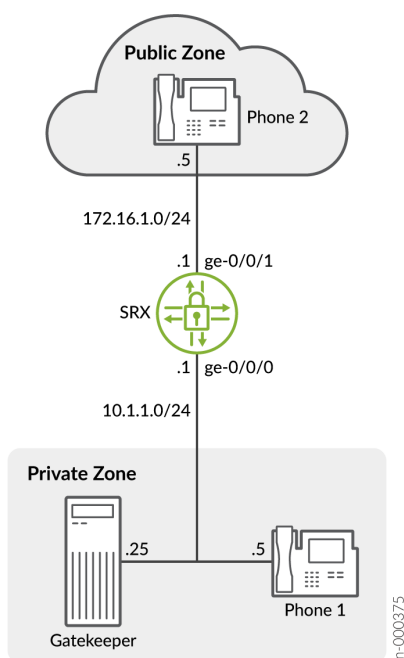 Public Zone
Phone 2
.5
172.16.1.0/24
.1 ge-0/0/1
SRX
.1 ge-0/0/0
10.1.1.0/24
Private Zone
.25
.5
Phone 1
Gatekeeper